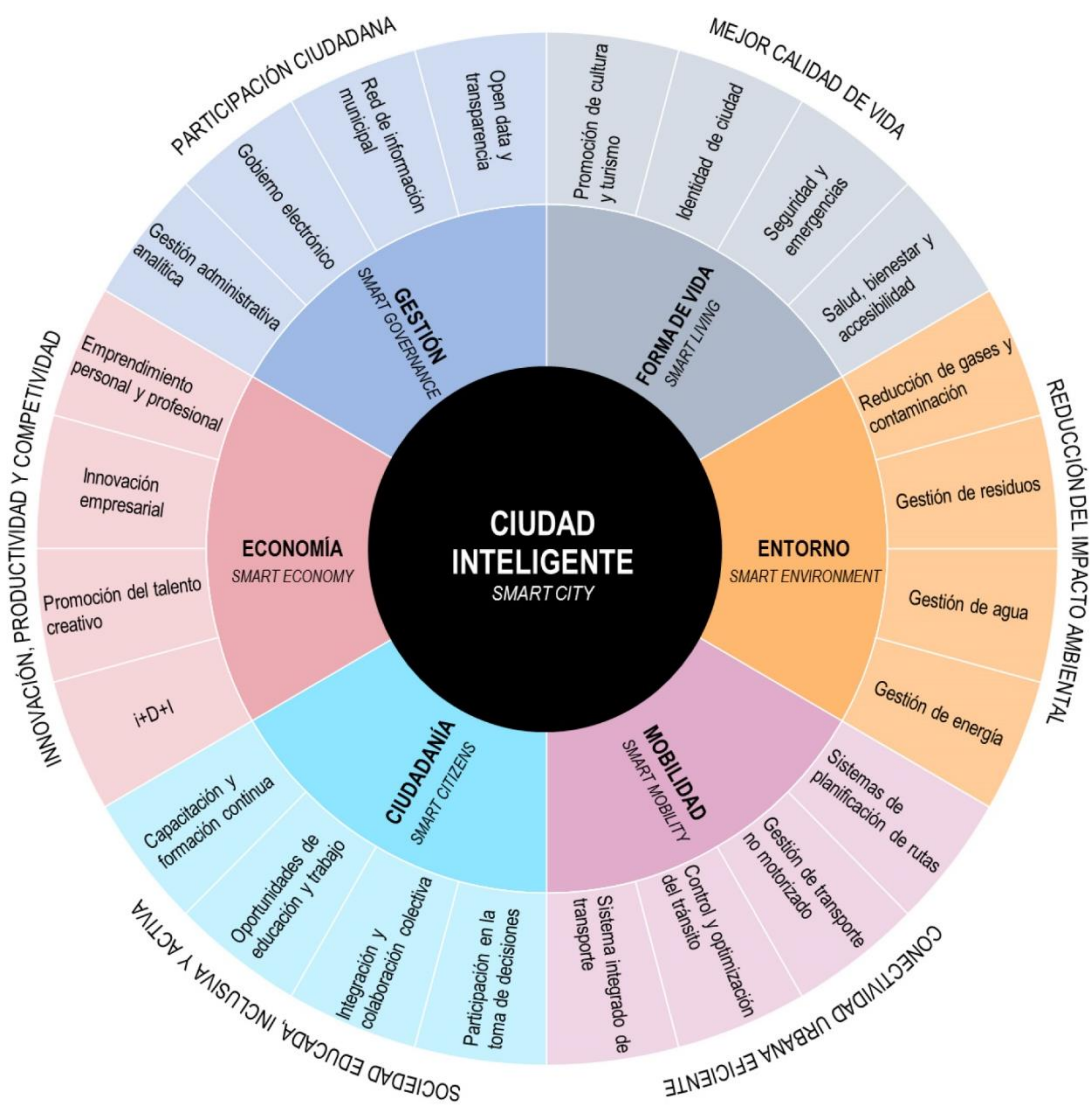 CIUDAD
INTELIGENTE
SMART CITY
MEJOR CALIDAD DE VIDA
FORMA DE VIDA
SMART LIVING
Promoción de cultura
y turismo
Identidad de ciudad
Seguridad y
emergencias
Salud, bienestar y
accesibilidad
REDUCCIÓN DEL IMPACTO AMBIENTAL
ENTORNO
SMART ENVIRONMENT
Reducción de gases y
contaminación
Gestión de residuos
Gestión de agua
Gestión de energía
CONECTIVIDAD URBANA EFICIENTE
MOBILIDAD
SMART MOBILITY
Sistemas de
planificación de rutas
Gestión de transporte
no motorizado
Control y optimización
del tránsito
Sistema integrado de
transporte
SOCIEDAD EDUCADA, INCLUSIVA Y ACTIVA
CIUDADANÍA
SMART CITIZENS
Participación en la
toma de decisiones
Integración y
colaboración colectiva
Oportunidades de
educación y trabajo
Capacitación y
formación continua
INNOVACIÓN, PRODUCTIVIDAD Y COMPETIVIDAD
ECONOMÍA
SMART ECONOMY
i+D+I
Promoción del talento
creativo
Innovación
empresarial
Emprendimiento
personal y profesional
PARTICIPACIÓN CIUDADANA
GESTIÓN
SMART GOVERNANCE
Gestión administrativa
analítica
Gobierno electrónico
Red de información
municipal
Open data y
transparencia